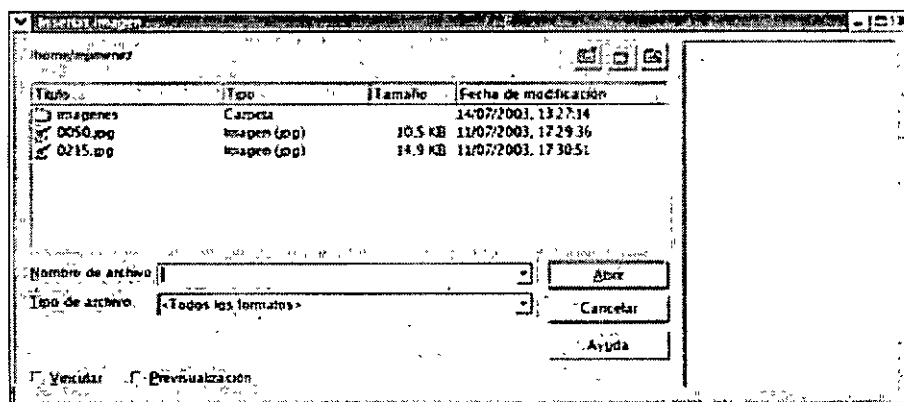 Insertar imagen
Título Tipo Tamaño Fecha de modificación
imagenes Carpeta 14/07/2003, 13:27:14
0050.jpg Imagen (jpg) 10.5 KB 11/07/2003, 17:29:36
0215.jpg Imagen (jpg) 14.9 KB 11/07/2003, 17:30:51
Nombre de archivo Abrir
Tipo de archivo <Todos los formatos> Cancelar
Ayuda
Vincular Previsualización